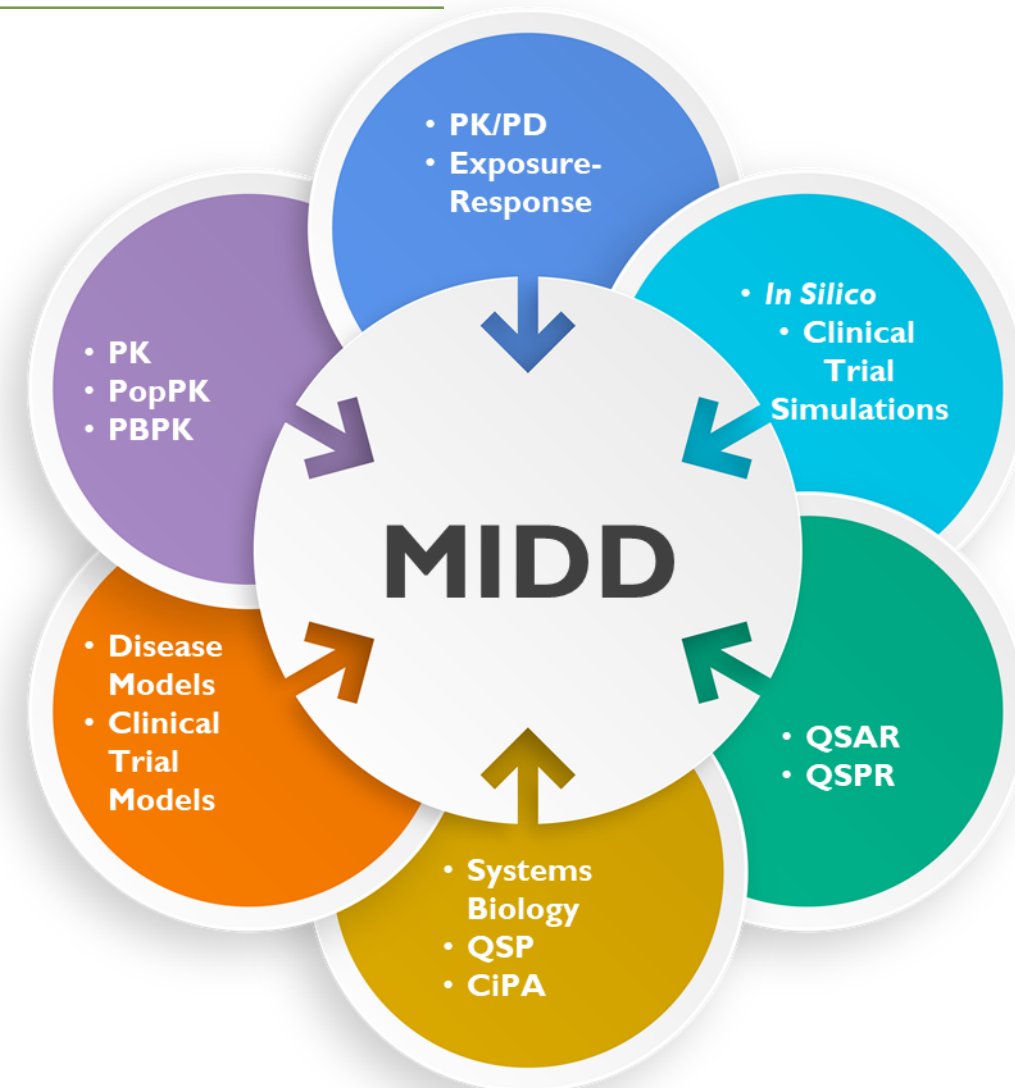 • PK/PD
• Exposure-
Response
• In Silico
• Clinical
Trial
Simulations
• PK
• PopPK
• PBPK
MIDD
• Disease
Models
• Clinical
Trial
Models
• QSAR
• QSPR
• Systems
Biology
• QSP
• CiPA